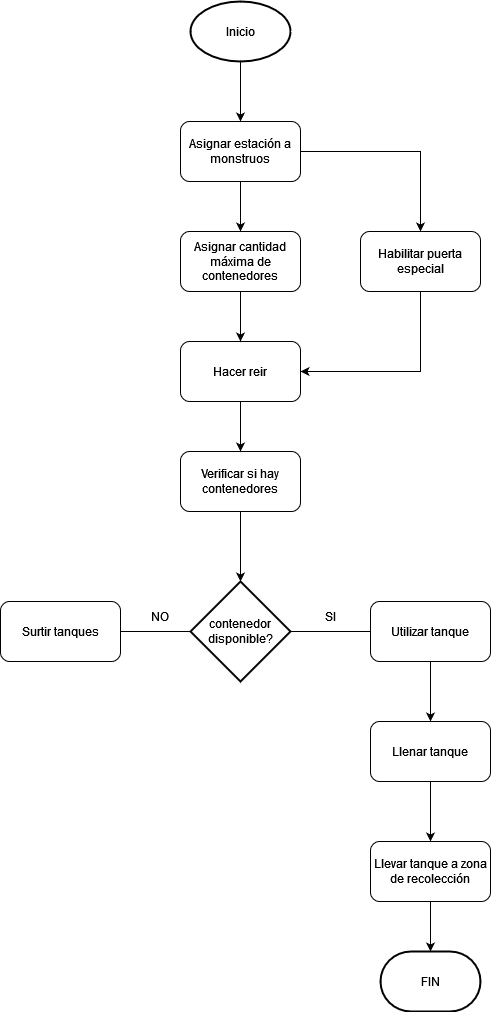 Inicio
Asignar estación a
monstruos
Asignar cantidad
máxima de
contenedores
Habilitar puerta
especial
Hacer reir
Verificar si hay
contenedores
NO
contenedor
disponible?
SI
Surtir tanques
Utilizar tanque
Llenar tanque
Llevar tanque a zona
de recolección
FIN